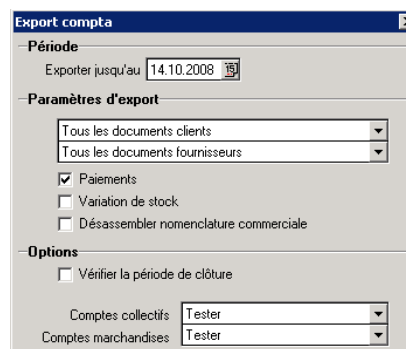 Export compta
Période
Exporter jusqu'au 14.10.2008 15
Paramètres d'export
Tous les documents clients
Tous les documents fournisseurs
Paiements
Variation de stock
Désassembler nomenclature commerciale
Options
Vérifier la période de clôture
Comptes collectifs Tester
Comptes marchandises Tester